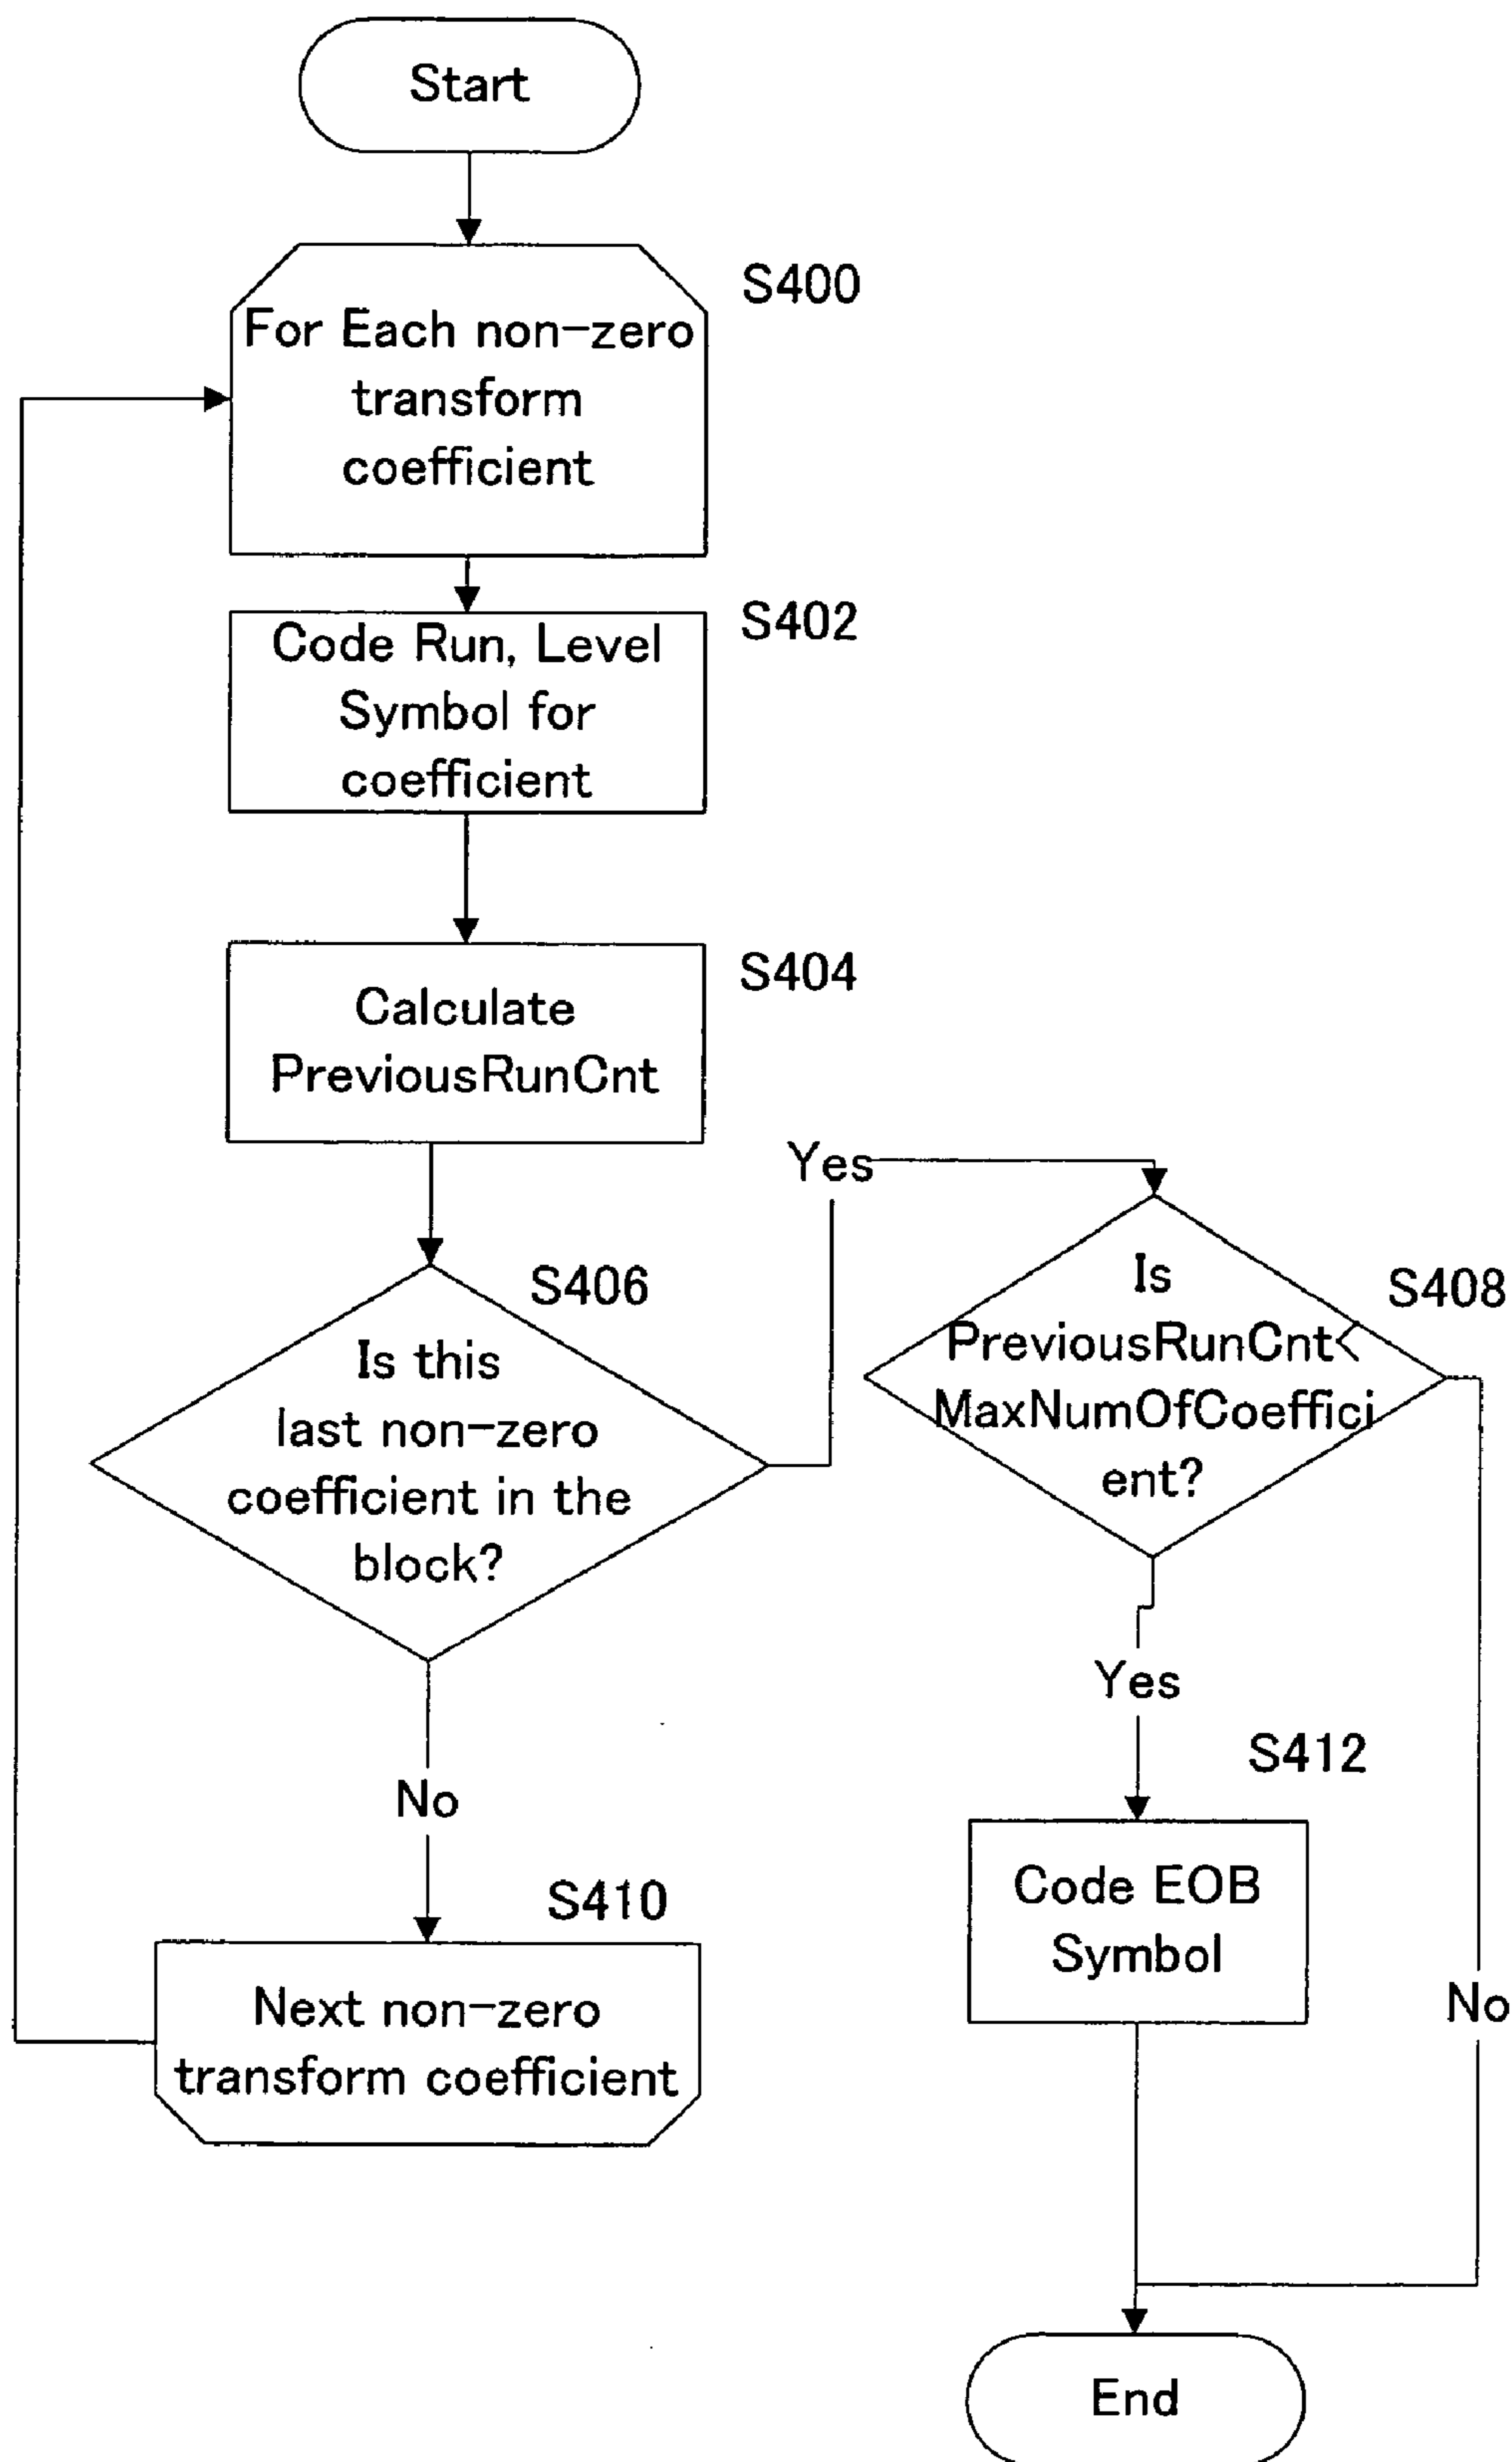 Start
S400
For Each non-zero
transform
coefficient
S402
Code Run, Level
Symbol for
coefficient
S404
Calculate
PreviousRunCnt
S406
Is this
last non-zero
coefficient in the
block?
Yes
S408
Is
PreviousRunCnt<
MaxNumOfCoeffici
ent?
No
S410
Next non-zero
transform coefficient
Yes
S412
Code EOB
Symbol
No
End